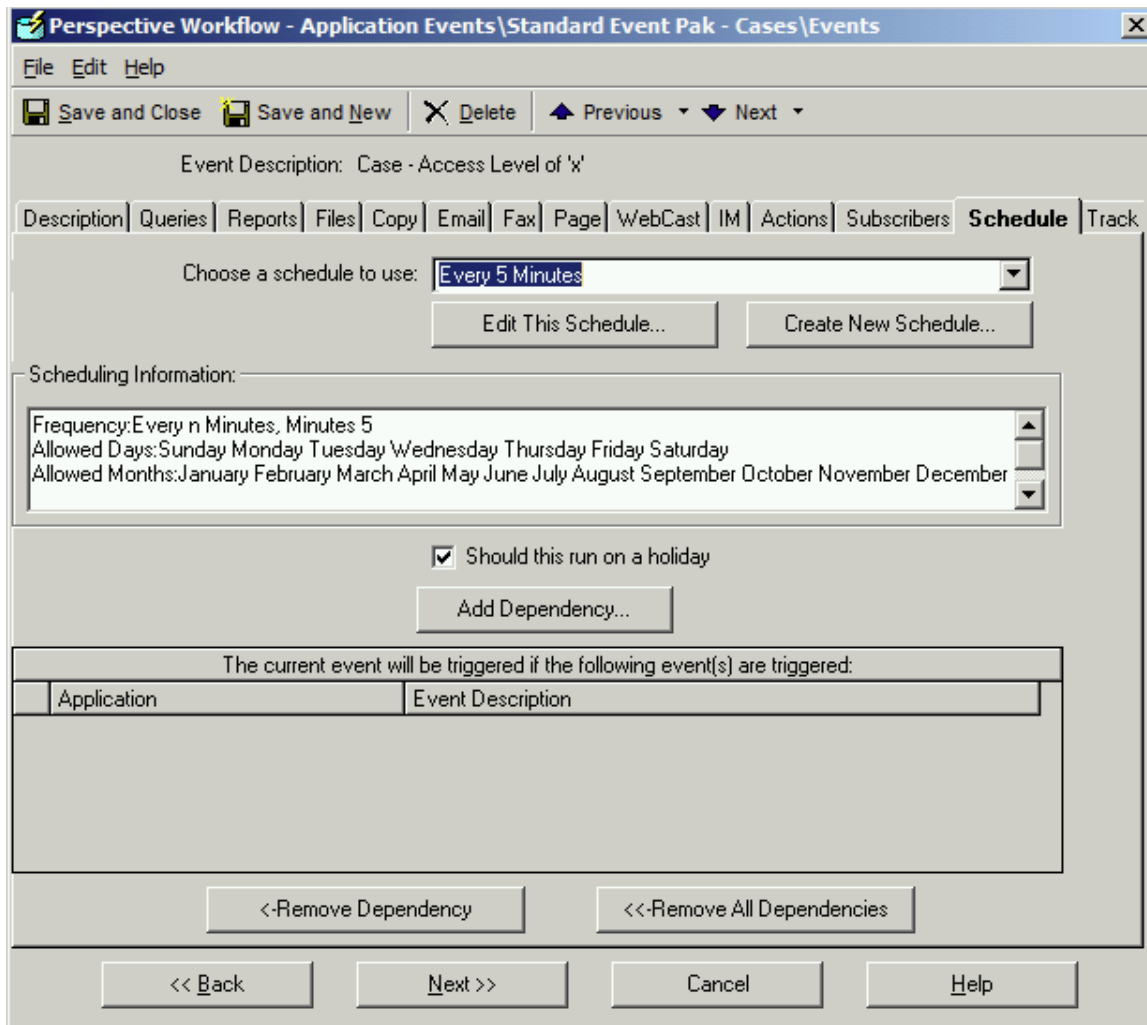 Perspective Workflow - Application Events\Standard Event Pak - Cases\Events
File Edit Help
Save and Close Save and New Delete Previous Next
Event Description: Case - Access Level of 'x'
Description Queries Reports Files Copy Email Fax Page WebCast IM Actions Subscribers Schedule Track
Choose a schedule to use: Every 5 Minutes
Edit This Schedule... Create New Schedule...
Scheduling Information:
Frequency:Every n Minutes, Minutes 5
Allowed Days:Sunday Monday Tuesday Wednesday Thursday Friday Saturday
Allowed Months:January February March April May June July August September October November December
Should this run on a holiday
Add Dependency...
The current event will be triggered if the following event(s) are triggered:
Application Event Description
<-Remove Dependency <<-Remove All Dependencies
<< Back Next >> Cancel Help